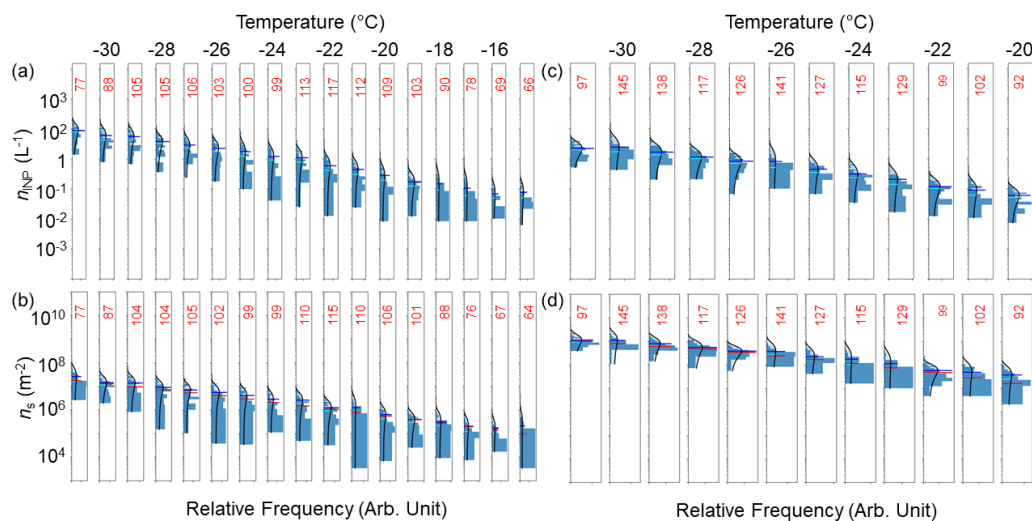 Temperature (°C)
Temperature (°C)
-30 -28 -26 -24 -22 -20 -18 -16
-30 -28 -26 -24 -22 -20
(a)
77 88 105 105 106 103 100 99 113 117 112 109 103 90 78 69 66
10³
10²
1
10⁻¹
10⁻²
10⁻³
nINP (L⁻¹)
(c)
97 145 138 117 126 141 127 115 129 99 102 92
(b)
77 87 104 104 105 102 99 99 110 115 110 106 101 88 76 67 64
10¹⁰
10⁸
10⁶
10⁴
ns (m⁻²)
(d)
97 145 138 117 126 141 127 115 129 99 102 92
Relative Frequency (Arb. Unit)
Relative Frequency (Arb. Unit)